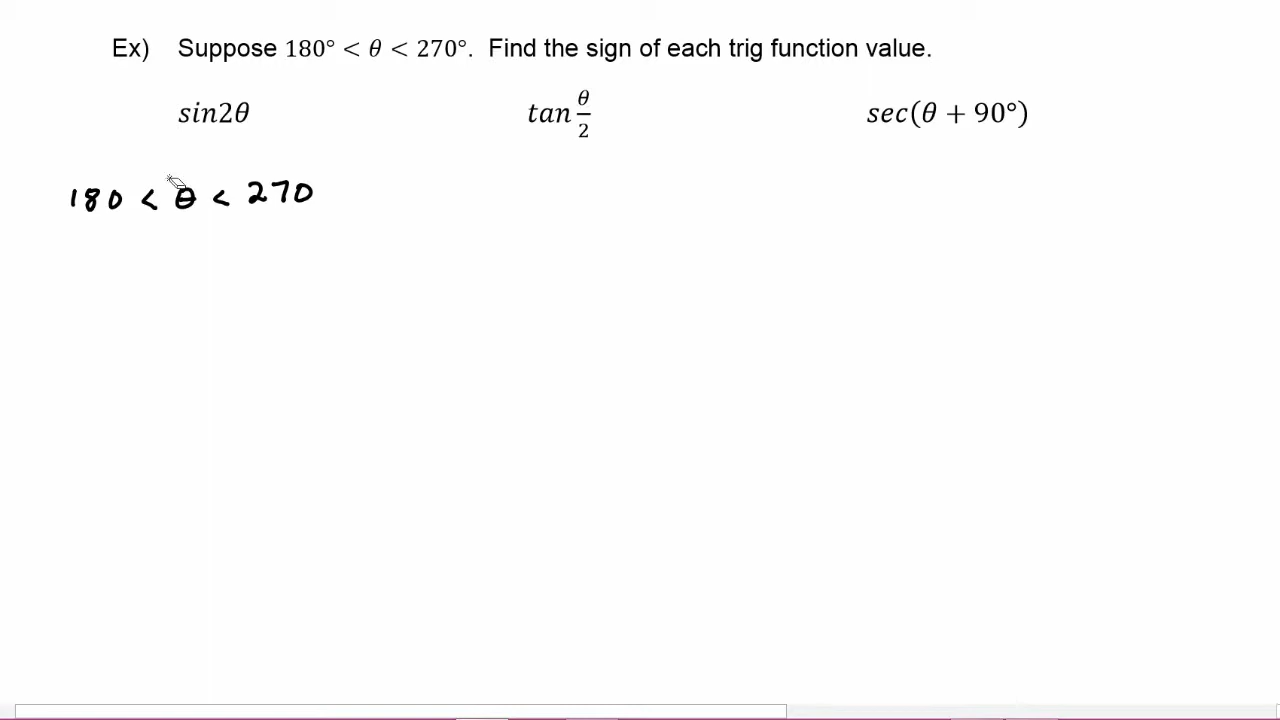 Ex) Suppose 180° < θ < 270°. Find the sign of each trig function value.
sin2θ tan θ/2 sec(θ + 90°)
180 < θ < 270